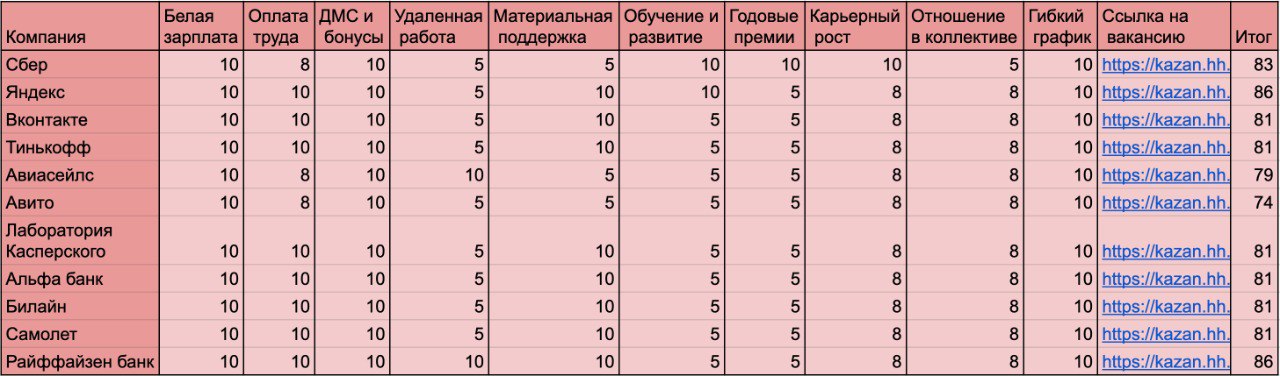 Компания Белая зарплата Оплата труда ДМС и бонусы Удаленная работа Материальная поддержка Обучение и развитие Годовые премии Карьерный рост Отношение в коллективе Гибкий график Ссылка на вакансию Итог
Сбер 10 8 10 5 5 10 10 10 5 10 https://kazan.hh. 83
Яндекс 10 10 10 5 10 10 5 8 8 10 https://kazan.hh. 86
Вконтакте 10 10 10 5 10 5 5 8 8 10 https://kazan.hh. 81
Тинькофф 10 10 10 5 10 5 5 8 8 10 https://kazan.hh. 81
Авиасейлс 10 8 10 10 5 5 5 8 8 10 https://kazan.hh. 79
Авито 10 8 10 5 5 5 5 8 8 10 https://kazan.hh. 74
Лаборатория
Касперского 10 10 10 5 10 5 5 8 8 10 https://kazan.hh. 81
Альфа банк 10 10 10 5 10 5 5 8 8 10 https://kazan.hh. 81
Билайн 10 10 10 5 10 5 5 8 8 10 https://kazan.hh. 81
Самолет 10 10 10 5 10 5 5 8 8 10 https://kazan.hh. 81
Райффайзен банк 10 10 10 10 10 5 5 8 8 10 https://kazan.hh. 86